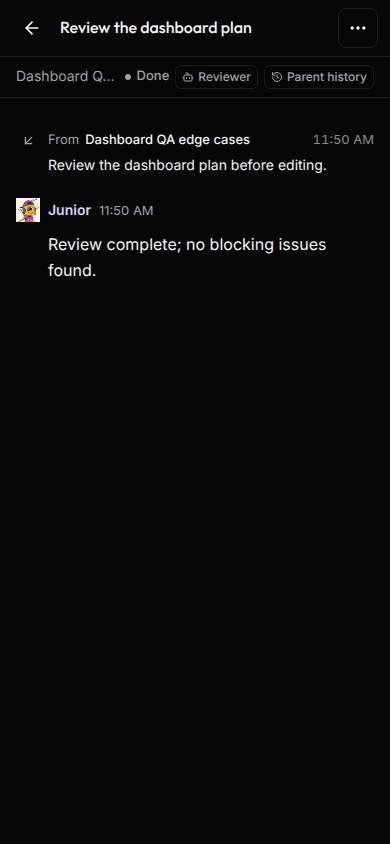 Review the dashboard plan
Dashboard Q... Done Reviewer Parent history
From Dashboard QA edge cases 11:50 AM
Review the dashboard plan before editing.
Junior 11:50 AM
Review complete; no blocking issues
found.